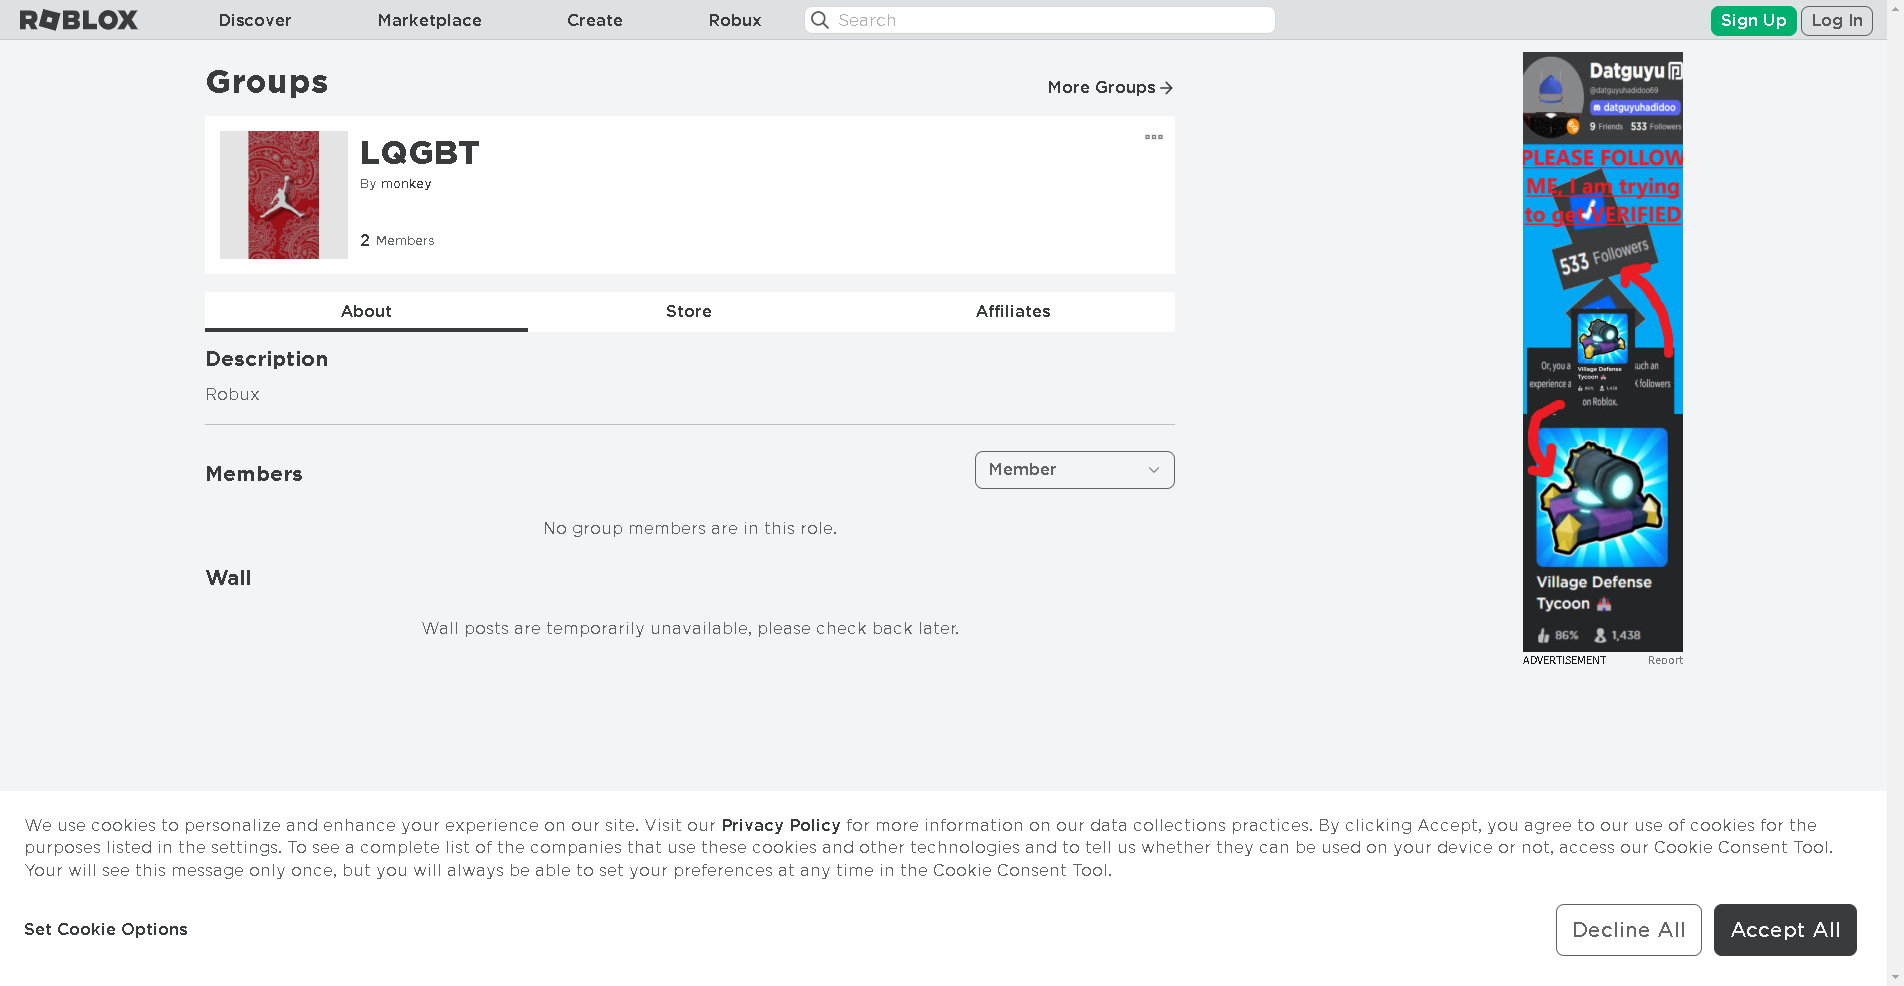 ROBLOX Discover Marketplace Create Robux Search Sign Up Log In
Groups
More Groups
LQGBT
By monkey
2 Members
About Store Affiliates
Description
Robux
Members
Member
No group members are in this role.
Wall
Wall posts are temporarily unavailable, please check back later.
Datguyu
@datguyuhadidoo69
datguyuhadidoo
9 Friends 533 Followers
PLEASE FOLLOW
ME, I am trying
to get VERIFIED
533 Followers
Or, you a
such an
experience a
K followers
on Roblox.
Village Defense
Tycoon
86% 1,438
Village Defense
Tycoon
86% 1,438
ADVERTISEMENT Report
We use cookies to personalize and enhance your experience on our site. Visit our Privacy Policy for more information on our data collections practices. By clicking Accept, you agree to our use of cookies for the
purposes listed in the settings. To see a complete list of the companies that use these cookies and other technologies and to tell us whether they can be used on your device or not, access our Cookie Consent Tool.
Your will see this message only once, but you will always be able to set your preferences at any time in the Cookie Consent Tool.
Set Cookie Options
Decline All
Accept All